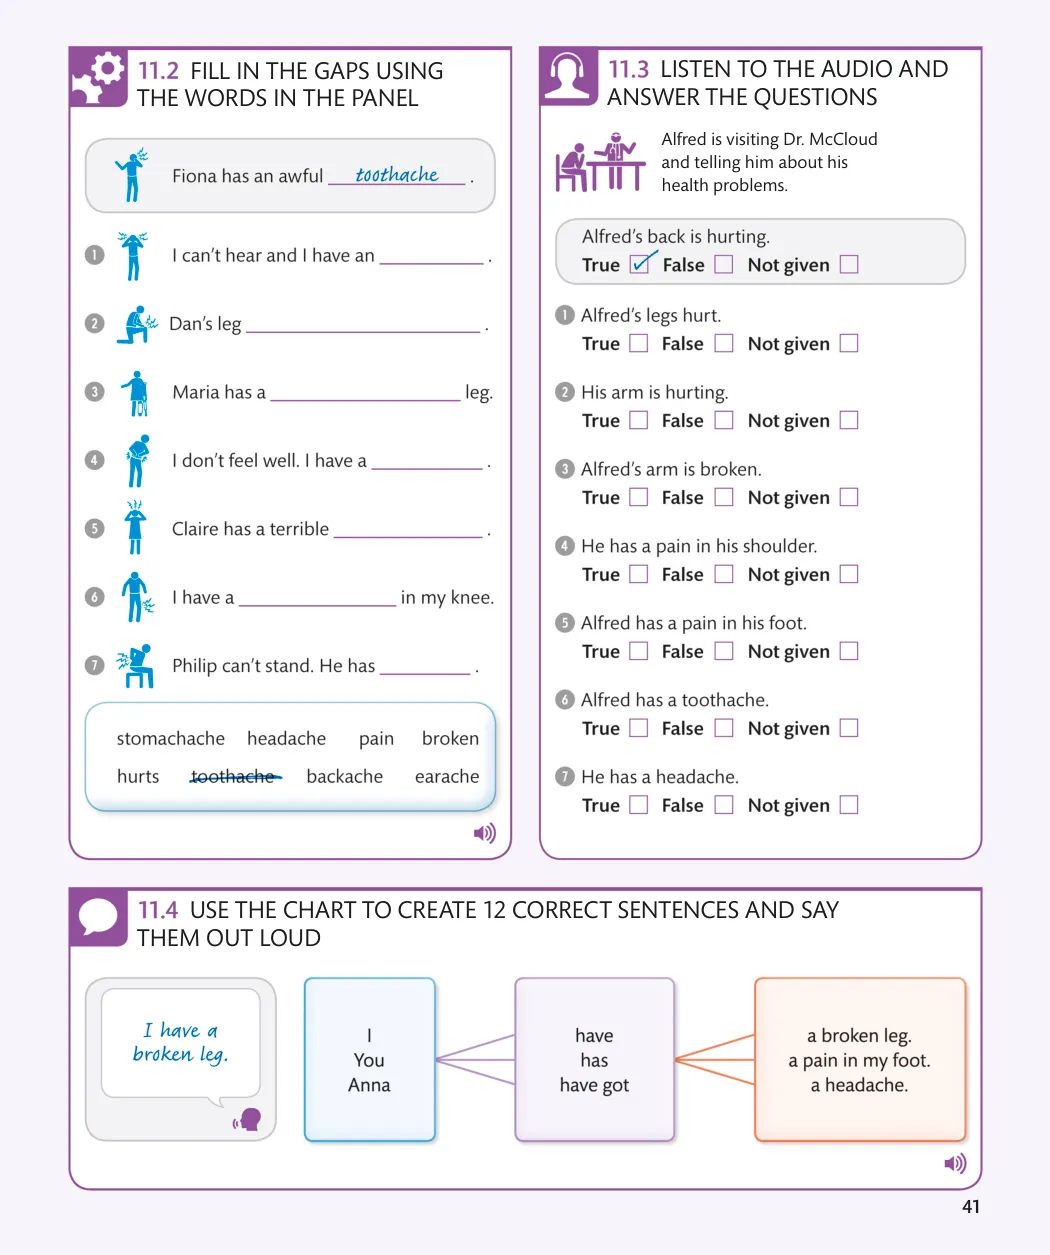 11.2 FILL IN THE GAPS USING
THE WORDS IN THE PANEL
Fiona has an awful toothache .
1 I can’t hear and I have an ___________ .
2 Dan’s leg ___________ .
3 Maria has a ___________ leg.
4 I don’t feel well. I have a ___________ .
5 Claire has a terrible ___________ .
6 I have a ___________ in my knee.
7 Philip can’t stand. He has ___________ .
stomachache headache pain broken
hurts toothache backache earache
11.3 LISTEN TO THE AUDIO AND
ANSWER THE QUESTIONS
Alfred is visiting Dr. McCloud
and telling him about his
health problems.
Alfred’s back is hurting.
True False Not given
1 Alfred’s legs hurt.
True False Not given
2 His arm is hurting.
True False Not given
3 Alfred’s arm is broken.
True False Not given
4 He has a pain in his shoulder.
True False Not given
5 Alfred has a pain in his foot.
True False Not given
6 Alfred has a toothache.
True False Not given
7 He has a headache.
True False Not given
11.4 USE THE CHART TO CREATE 12 CORRECT SENTENCES AND SAY
THEM OUT LOUD
I have a
broken leg.
I
You
Anna
have
has
have got
a broken leg.
a pain in my foot.
a headache.
41